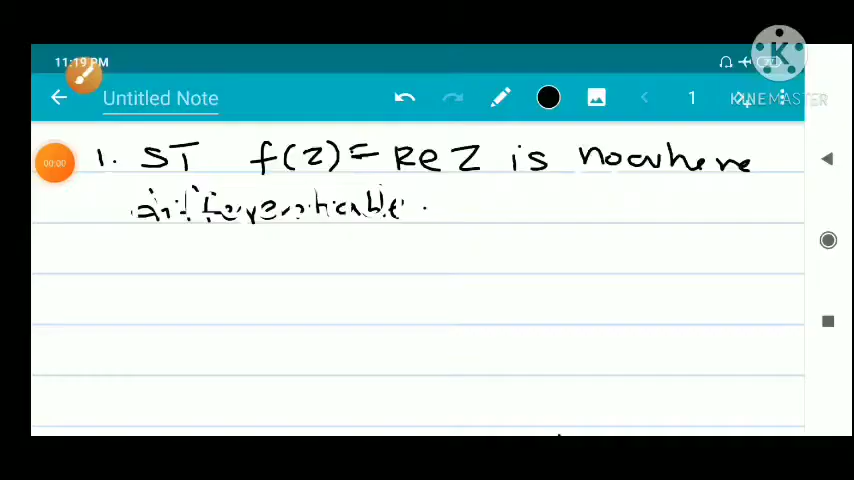 11:19 PM
KINEMASTER
Untitled Note
1
00:00
1. ST f(z) = Re Z is nowhere
differentiable.